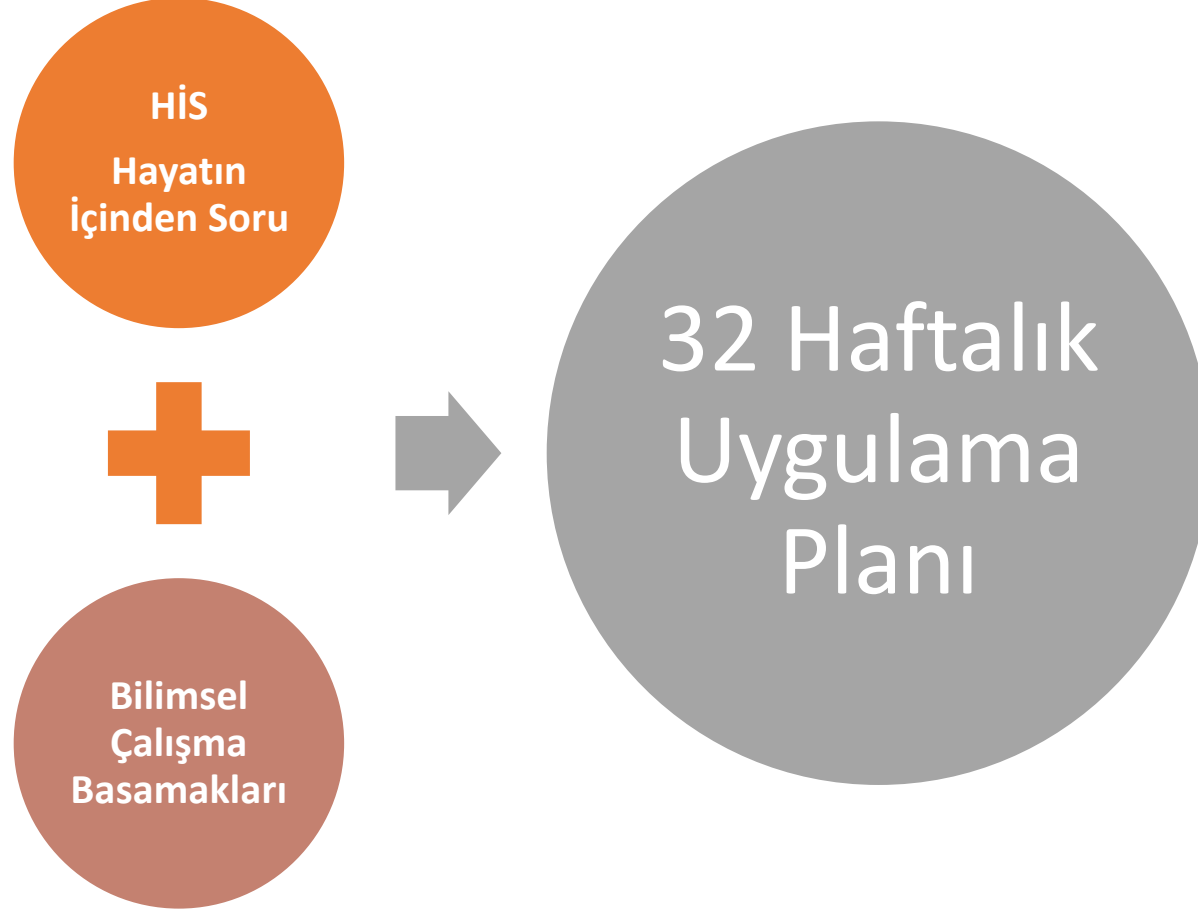 HİS
Hayatın
İçinden Soru
Bilimsel
Çalışma
Basamakları
32 Haftalık
Uygulama
Planı